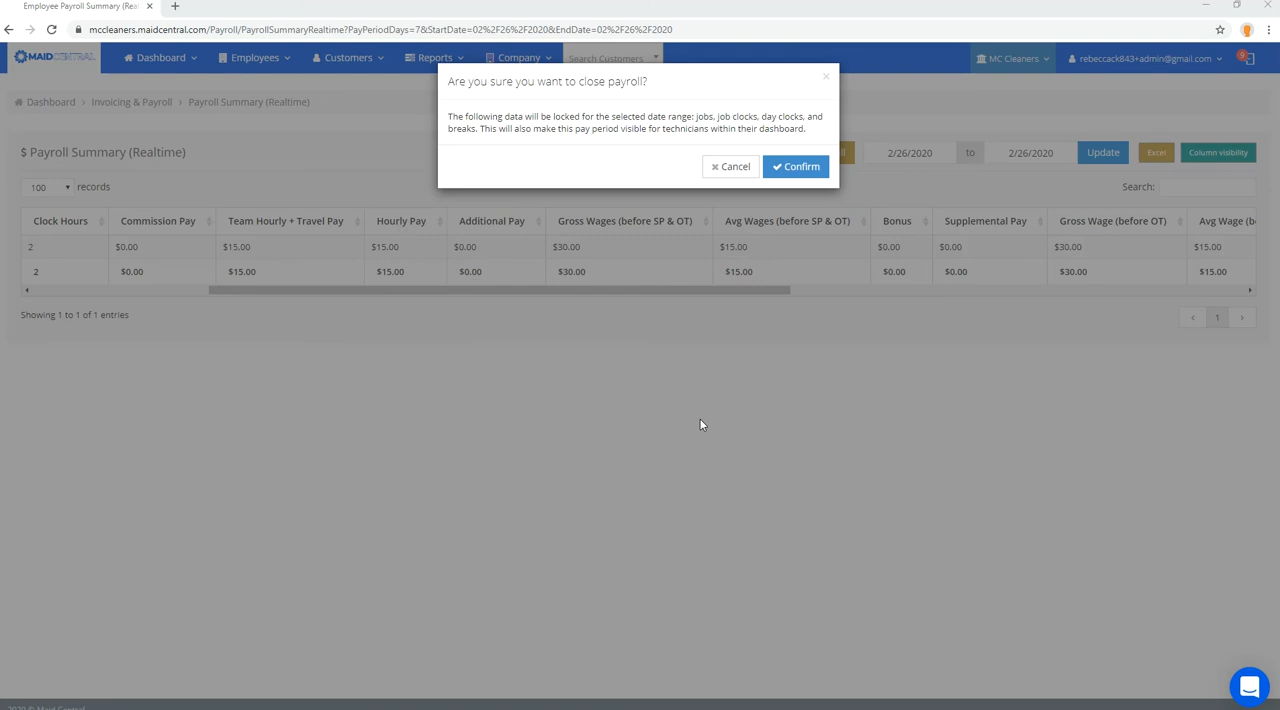 Employee Payroll Summary (Rea
mccleaners.maidcentral.com/Payroll/PayrollSummaryRealtime?PayPeriodDays=7&StartDate=02%2F26%2F2020&EndDate=02%2F26%2F2020
MAIDCENTRAL Dashboard Employees Customers Reports Company Search Customers MC Cleaners rebeccack843+admin@gmail.com 9
Are you sure you want to close payroll?
The following data will be locked for the selected date range: jobs, job clocks, day clocks, and
breaks. This will also make this pay period visible for technicians within their dashboard.
Cancel Confirm
Dashboard Invoicing & Payroll Payroll Summary (Realtime)
$ Payroll Summary (Realtime) 2/26/2020 to 2/26/2020 Update Excel Column visibility
100 records Search:
Clock Hours Commission Pay Team Hourly + Travel Pay Hourly Pay Additional Pay Gross Wages (before SP & OT) Avg Wages (before SP & OT) Bonus Supplemental Pay Gross Wage (before OT) Avg Wage (b
2 $0.00 $15.00 $15.00 $0.00 $30.00 $15.00 $0.00 $0.00 $30.00 $15.00
2 $0.00 $15.00 $15.00 $0.00 $30.00 $15.00 $0.00 $0.00 $30.00 $15.00
Showing 1 to 1 of 1 entries
1
2020 © Maid Central